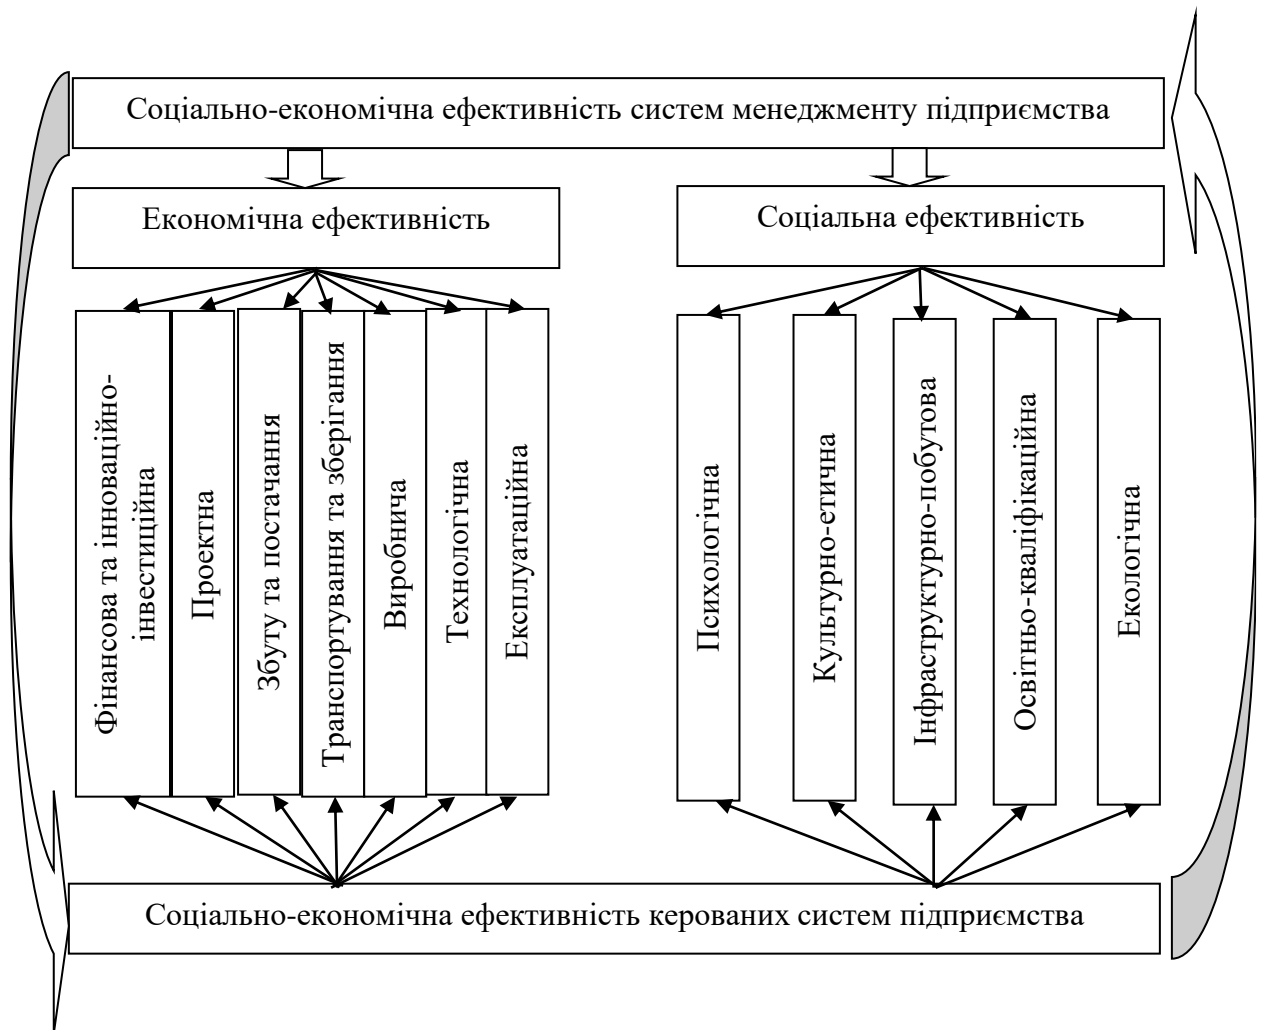 Соціально-економічна ефективність систем менеджменту підприємства
Економічна ефективність
Соціальна ефективність
Фінансова та інноваційно-
інвестиційна
Проектна
Збуту та постачання
Транспортування та зберігання
Виробнича
Технологічна
Експлуатаційна
Психологічна
Культурно-етична
Інфраструктурно-побутова
Освітньо-кваліфікаційна
Екологічна
Соціально-економічна ефективність керованих систем підприємства